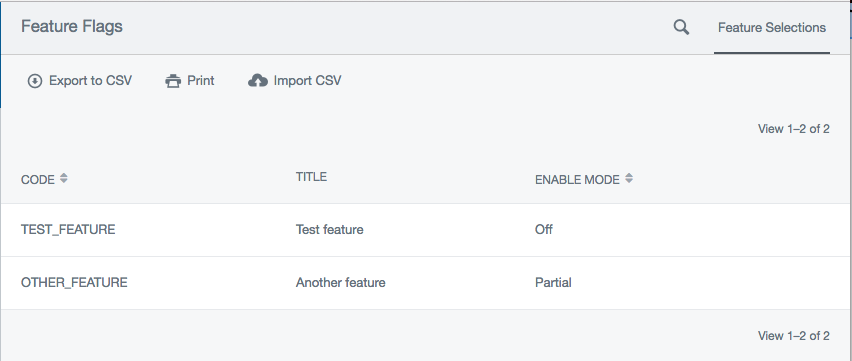 Feature Flags
Feature Selections
Export to CSV Print Import CSV
View 1–2 of 2
CODE TITLE ENABLE MODE
TEST_FEATURE Test feature Off
OTHER_FEATURE Another feature Partial
View 1–2 of 2